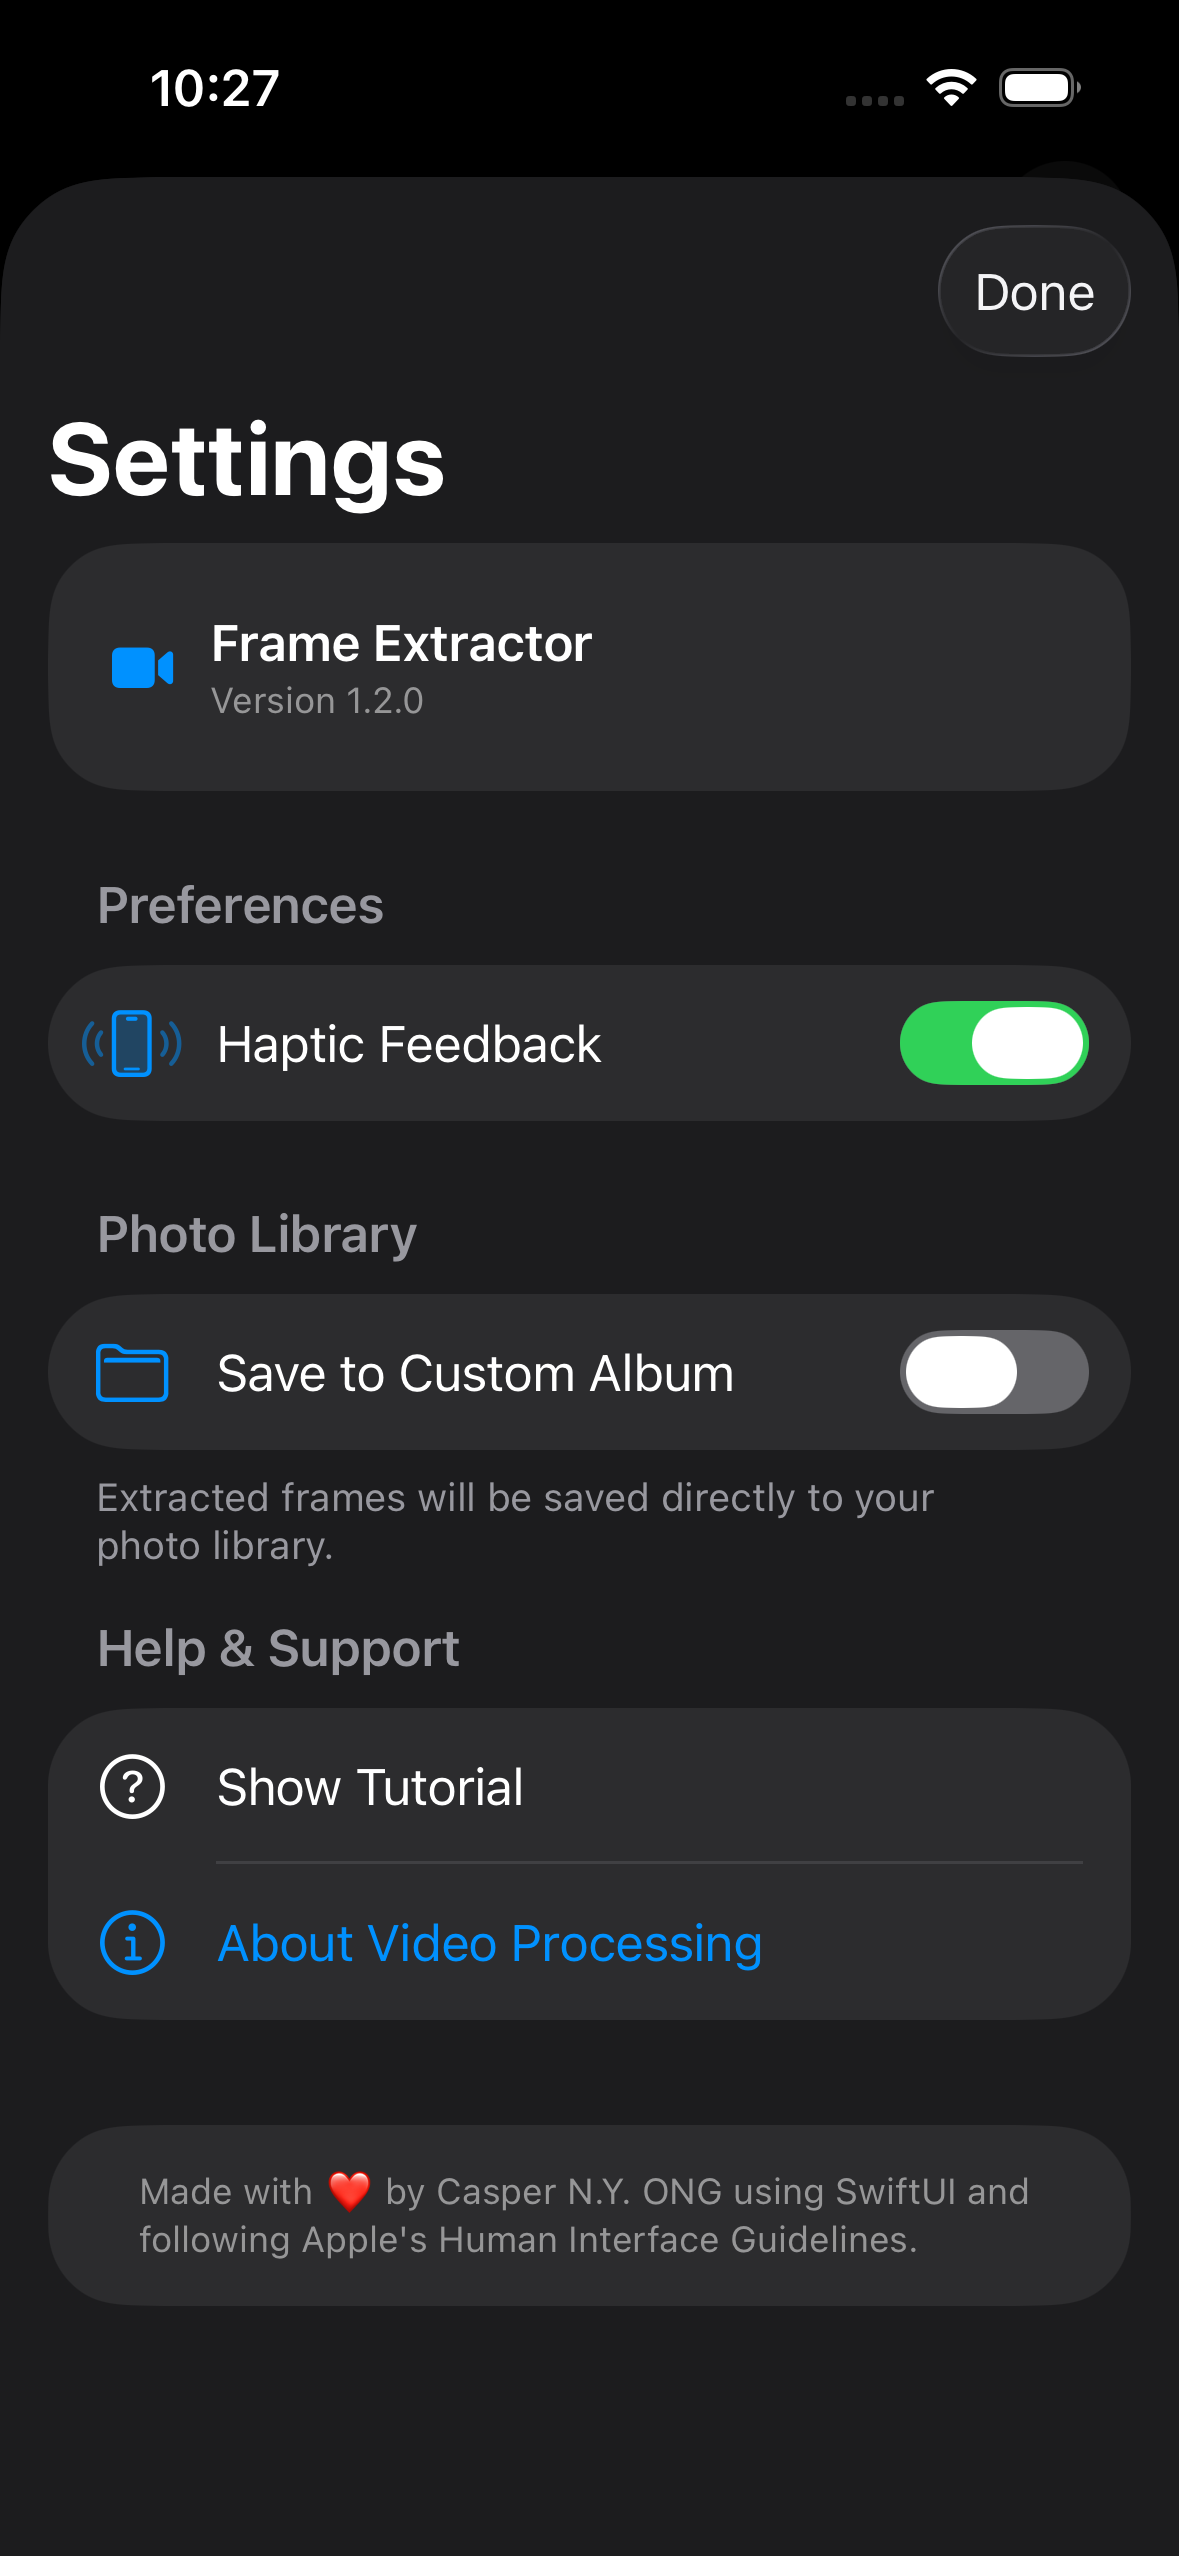 10:27
Done
Settings
Frame Extractor
Version 1.2.0
Preferences
Haptic Feedback
Photo Library
Save to Custom Album
Extracted frames will be saved directly to your
photo library.
Help & Support
Show Tutorial
About Video Processing
Made with ❤️ by Casper N.Y. ONG using SwiftUI and
following Apple's Human Interface Guidelines.